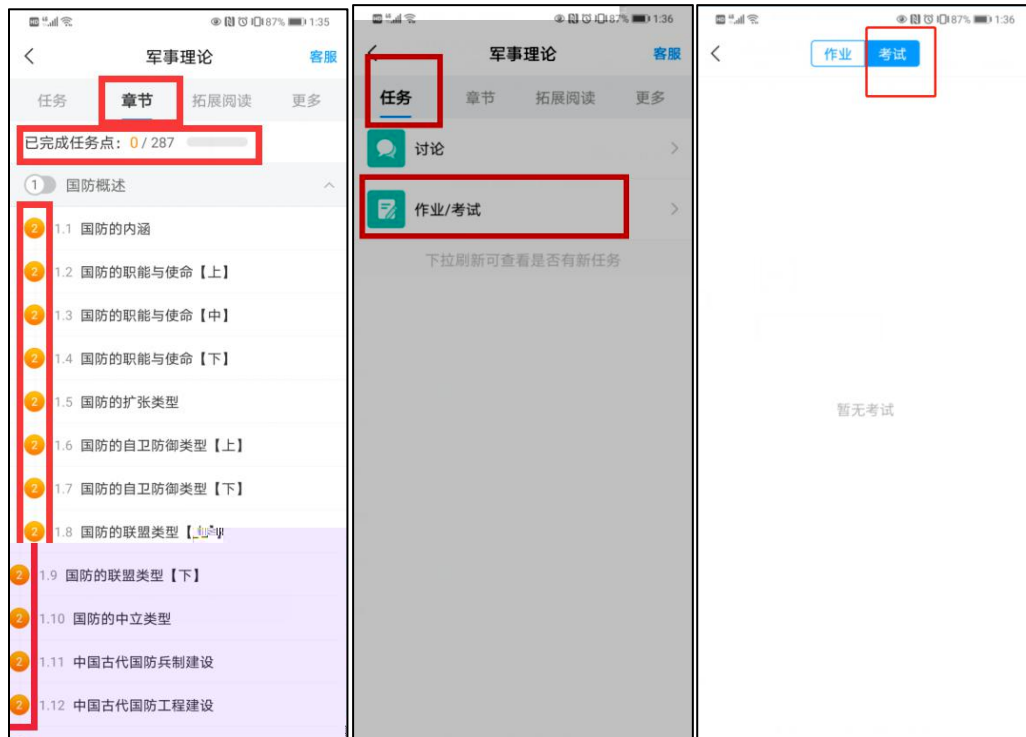 1:35
军事理论
客服
任务
章节
拓展阅读
更多
已完成任务点：0 / 287
1 国防概述
2 1.1 国防的内涵
2 1.2 国防的职能与使命【上】
2 1.3 国防的职能与使命【中】
2 1.4 国防的职能与使命【下】
2 1.5 国防的扩张类型
2 1.6 国防的自卫防御类型【上】
2 1.7 国防的自卫防御类型【下】
2 1.8 国防的联盟类型【
2 1.9 国防的联盟类型【下】
2 1.10 国防的中立类型
2 1.11 中国古代国防兵制建设
2 1.12 中国古代国防工程建设
87% 1:36
军事理论
客服
任务
章节
拓展阅读
更多
讨论
作业/考试
下拉刷新可查看是否有新任务
87% 1:36
作业
考试
暂无考试